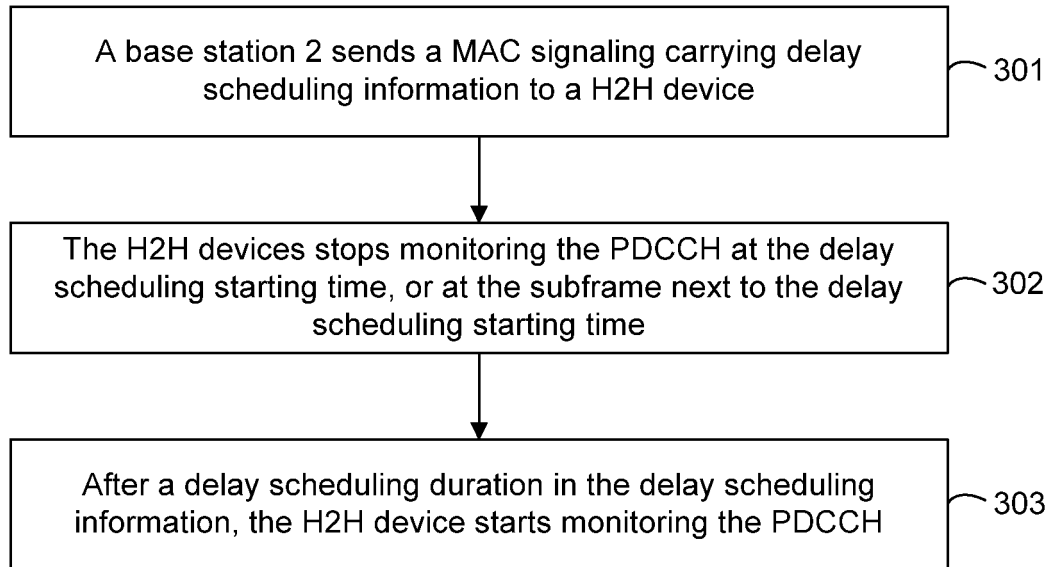 A base station 2 sends a MAC signaling carrying delay
scheduling information to a H2H device
301
The H2H devices stops monitoring the PDCCH at the delay
scheduling starting time, or at the subframe next to the delay
scheduling starting time
302
After a delay scheduling duration in the delay scheduling
information, the H2H device starts monitoring the PDCCH
303